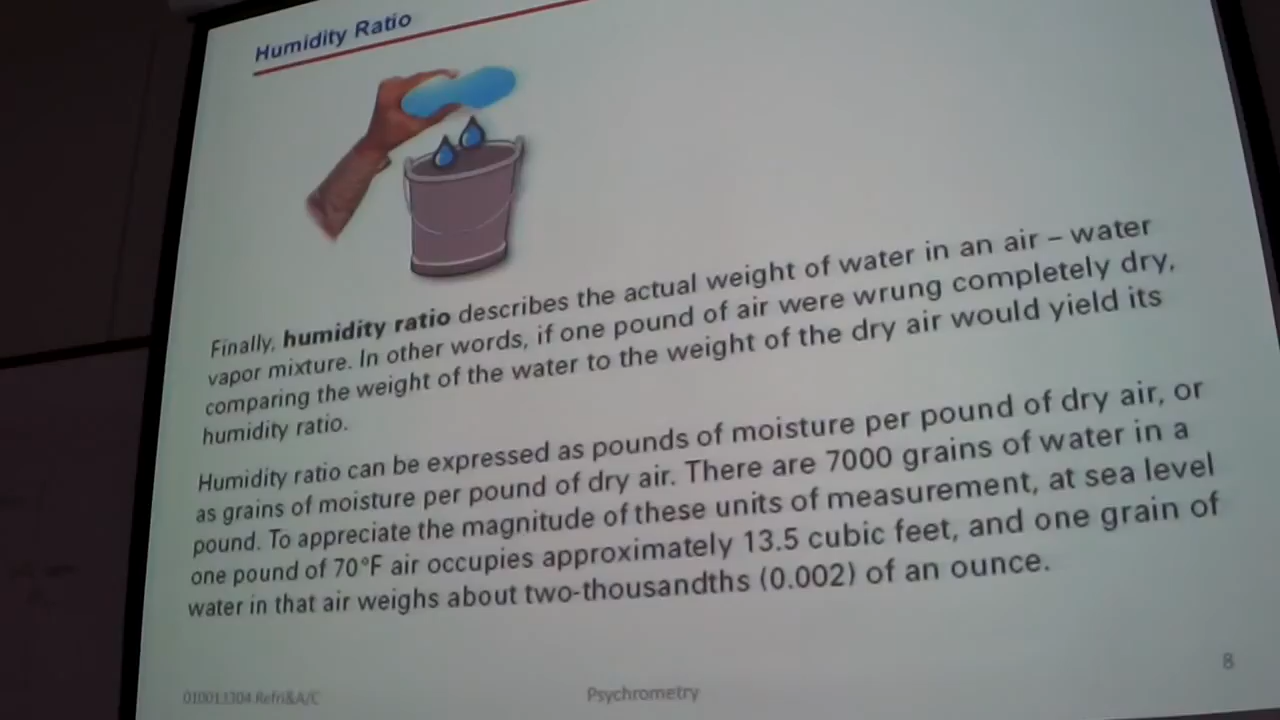 Humidity Ratio
Finally, humidity ratio describes the actual weight of water in an air – water
vapor mixture. In other words, if one pound of air were wrung completely dry,
comparing the weight of the water to the weight of the dry air would yield its
humidity ratio.
Humidity ratio can be expressed as pounds of moisture per pound of dry air, or
as grains of moisture per pound of dry air. There are 7000 grains of water in a
pound. To appreciate the magnitude of these units of measurement, at sea level
one pound of 70°F air occupies approximately 13.5 cubic feet, and one grain of
water in that air weighs about two-thousandths (0.002) of an ounce.
010013304 Refri&A/C
Psychrometry
8